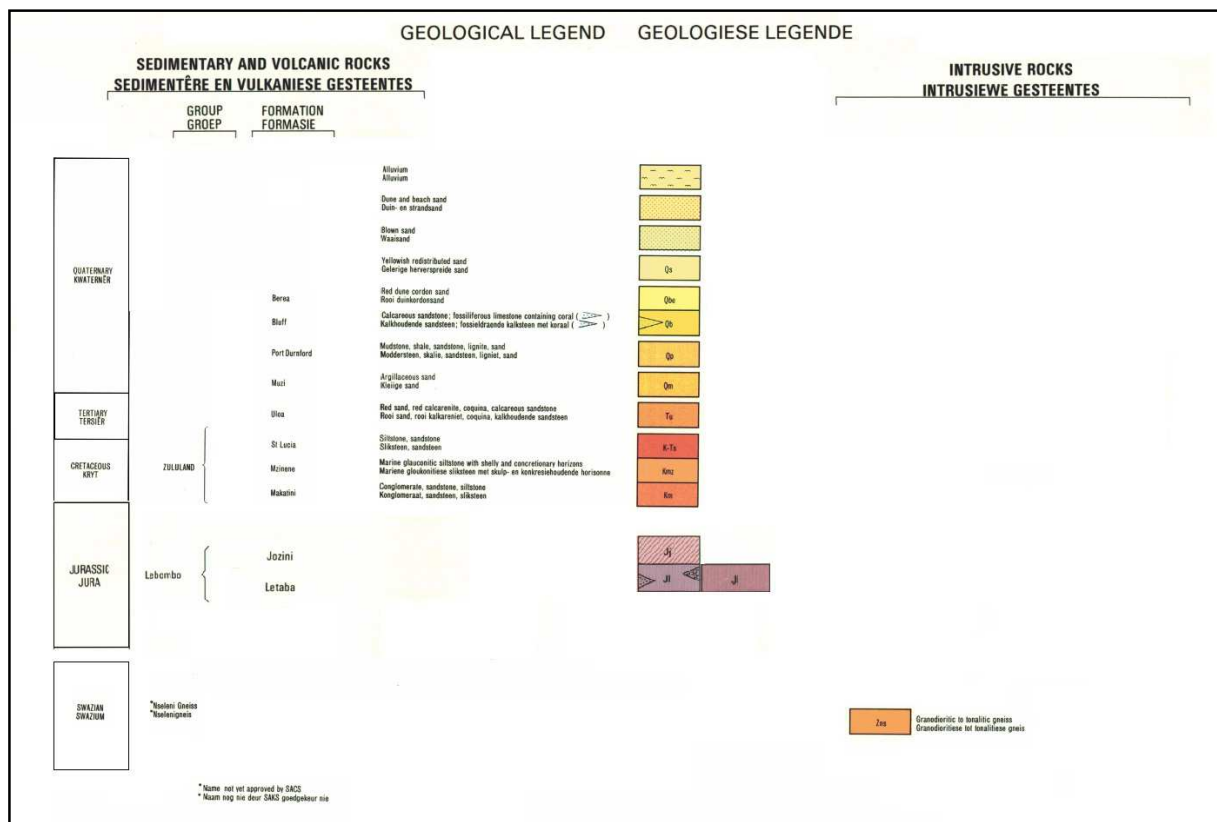 GEOLOGICAL LEGEND GEOLOGIESE LEGENDE
SEDIMENTARY AND VOLCANIC ROCKS
SEDIMENTÊRE EN VULKANIESE GESTEENTES
INTRUSIVE ROCKS
INTRUSIEWE GESTEENTES
GROUP
GROEP
FORMATION
FORMASIE
QUATERNARY
KWATERNÊR
Alluvium
Alluvium
Dune and beach sand
Duin- en strandsand
Blown sand
Waaisand
Yellowish redistributed sand
Gelerige herverspreide sand
Qs
Berea
Red dune cordon sand
Rooi duinkordonsand
Qbe
Bluff
Calcareous sandstone; fossiliferous limestone containing coral ( )
Kalkhoudende sandsteen; fossieldraende kalksteen met koraal ( )
Qb
Port Durnford
Mudstone, shale, sandstone, lignite, sand
Moddersteen, skalie, sandsteen, ligniet, sand
Qp
Muzi
Argillaceous sand
Kleiige sand
Qm
TERTIARY
TERSIÊR
Uloa
Red sand, red calcarenite, coquina, calcareous sandstone
Rooi sand, rooi kalkareniet, coquina, kalkhoudende sandsteen
Tu
CRETACEOUS
KRYT
ZULULAND
St Lucia
Siltstone, sandstone
Sliksteen, sandsteen
K-Ts
Mzinene
Marine glauconitic siltstone with shelly and concretionary horizons
Mariene gloukonitiese sliksteen met skulp- en konkresiehoudende horisonne
Kmz
Makatini
Conglomerate, sandstone, siltstone
Konglomeraat, sandsteen, sliksteen
Km
JURASSIC
JURA
Lebombo
Jozini
Jj
Letaba
Jl
Jl
SWAZIAN
SWAZIUM
*Nseleni Gneiss
*Nselenigneis
Zns
Granodioritic to tonalitic gneiss
Granodioritiese tot tonalitiese gneis
* Name not yet approved by SACS
* Naam nog nie deur SAKS goedgekeur nie